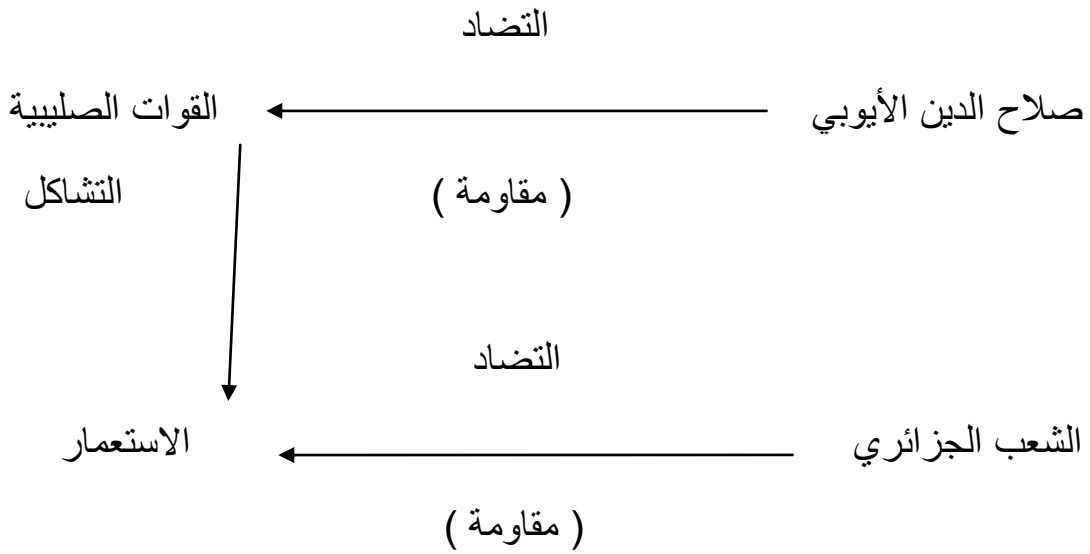 التضاد
صلاح الدين الأيوبي القوات الصليبية
( مقاومة ) التشاكل
التضاد
الشعب الجزائري الاستعمار
( مقاومة )